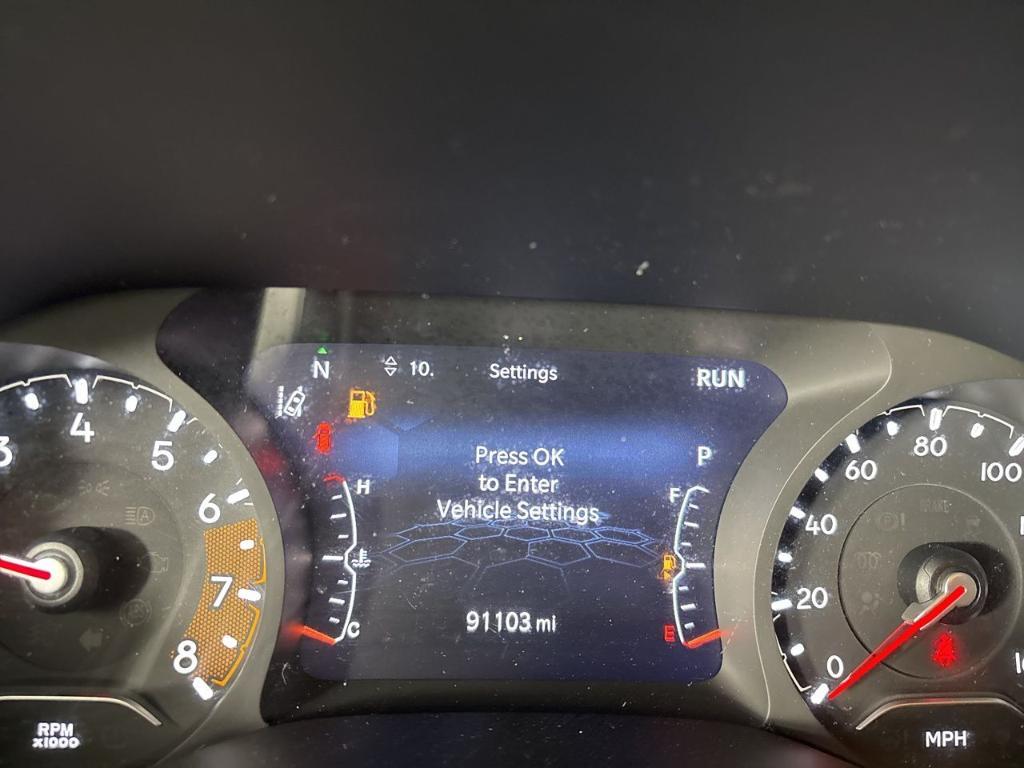 N
10.
Settings
RUN
Press OK
to Enter
Vehicle Settings
P
H
C
F
E
91103 mi
3
4
5
6
7
8
RPM
x1000
0
20
40
60
80
100
MPH